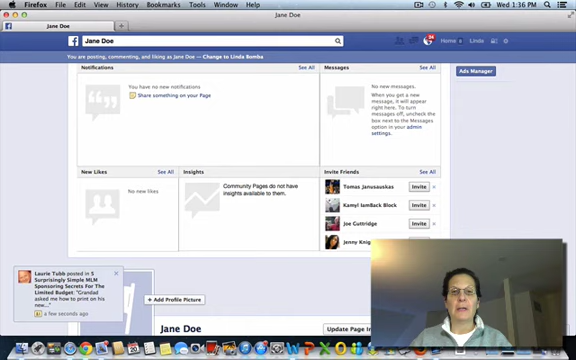 Firefox File Edit View History Bookmarks Tools Window Help
Wed 1:36 PM
Jane Doe
Jane Doe
Jane Doe
Home
Linda
You are posting, commenting, and liking as Jane Doe — Change to Linda Bomba
Notifications See All
Messages See All
Ads Manager
You have no new notifications
Share something on your Page
No new messages.
When you get a new
message, it will appear
right here. To turn
messages off, uncheck the
box next to the Messages
option in your admin
settings.
New Likes See All
Insights
Invite Friends See All
No new likes
Community Pages do not have
insights available to them.
Tomas Janusauskas Invite
Kamyl IamBack Block Invite
Joe Guttridge Invite
Jenny
Laurie Tubb posted in 5
Surprisingly Simple MLM
Sponsoring Secrets For The
Limited Budget: "Grandad
asked me how to print on his
new..."
a few seconds ago
+ Add Profile Picture
Jane Doe
Update Page